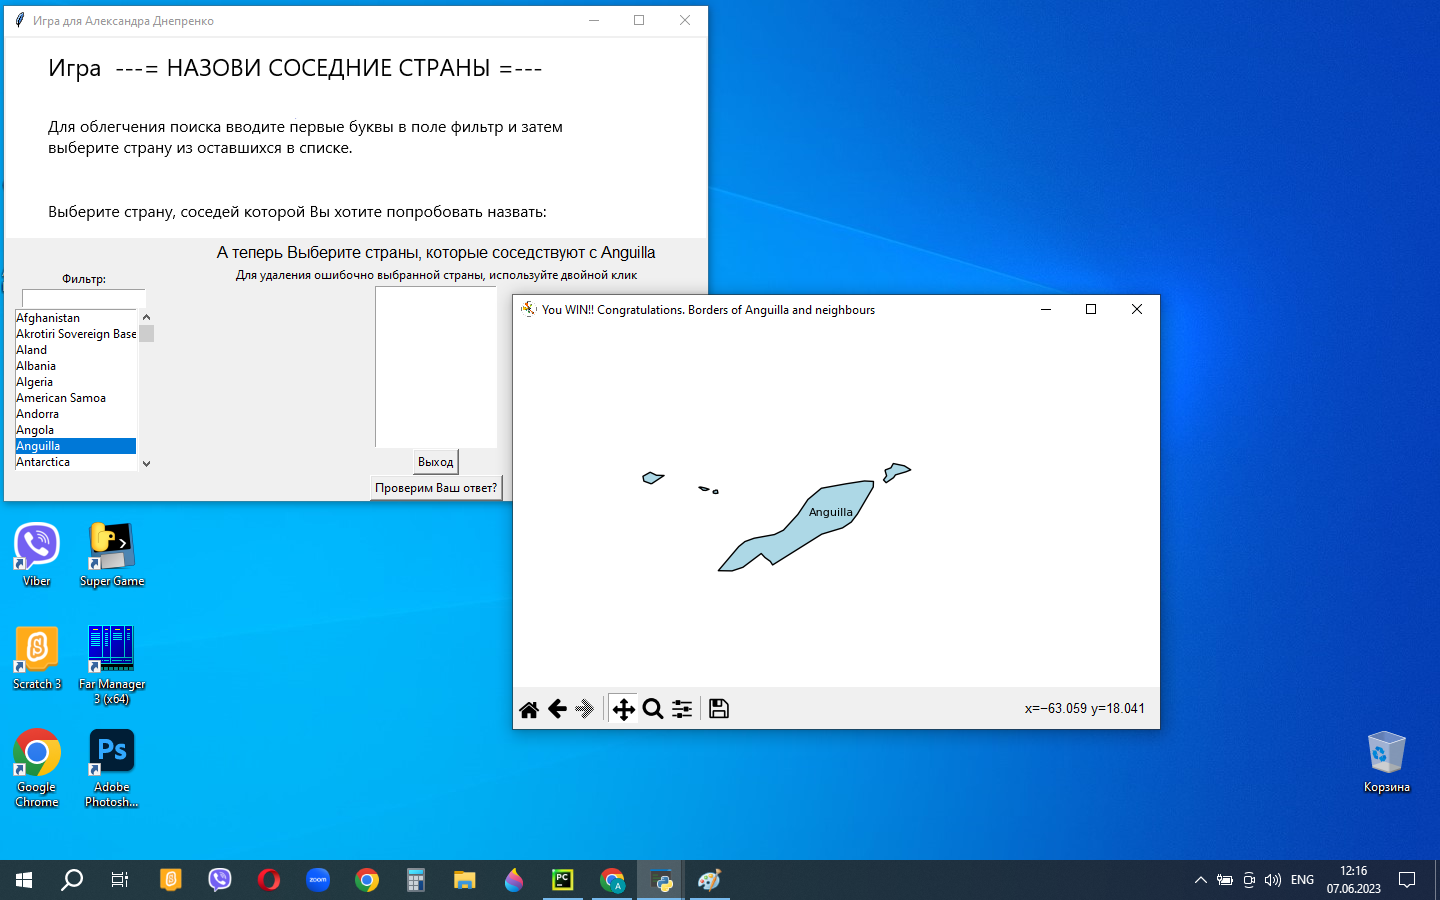 Игра для Александра Днепренко
Игра ---= НАЗОВИ СОСЕДНИЕ СТРАНЫ =---
Для облегчения поиска вводите первые буквы в поле фильтр и затем
выберите страну из оставшихся в списке.
Выберите страну, соседей которой Вы хотите попробовать назвать:
А теперь Выберите страны, которые соседствуют с Anguilla
Для удаления ошибочно выбранной страны, используйте двойной клик
Фильтр:
Afghanistan
Akrotiri Sovereign Base
Aland
Albania
Algeria
American Samoa
Andorra
Angola
Anguilla
Antarctica
Выход
Проверим Ваш ответ?
You WIN!! Congratulations. Borders of Anguilla and neighbours
Anguilla
x=−63.059 y=18.041
Viber
Super Game
Scratch 3
Far Manager
3 (x64)
Google
Chrome
Ps
Adobe
Photosh...
Корзина
zoom
PC
A
ENG
12:16
07.06.2023